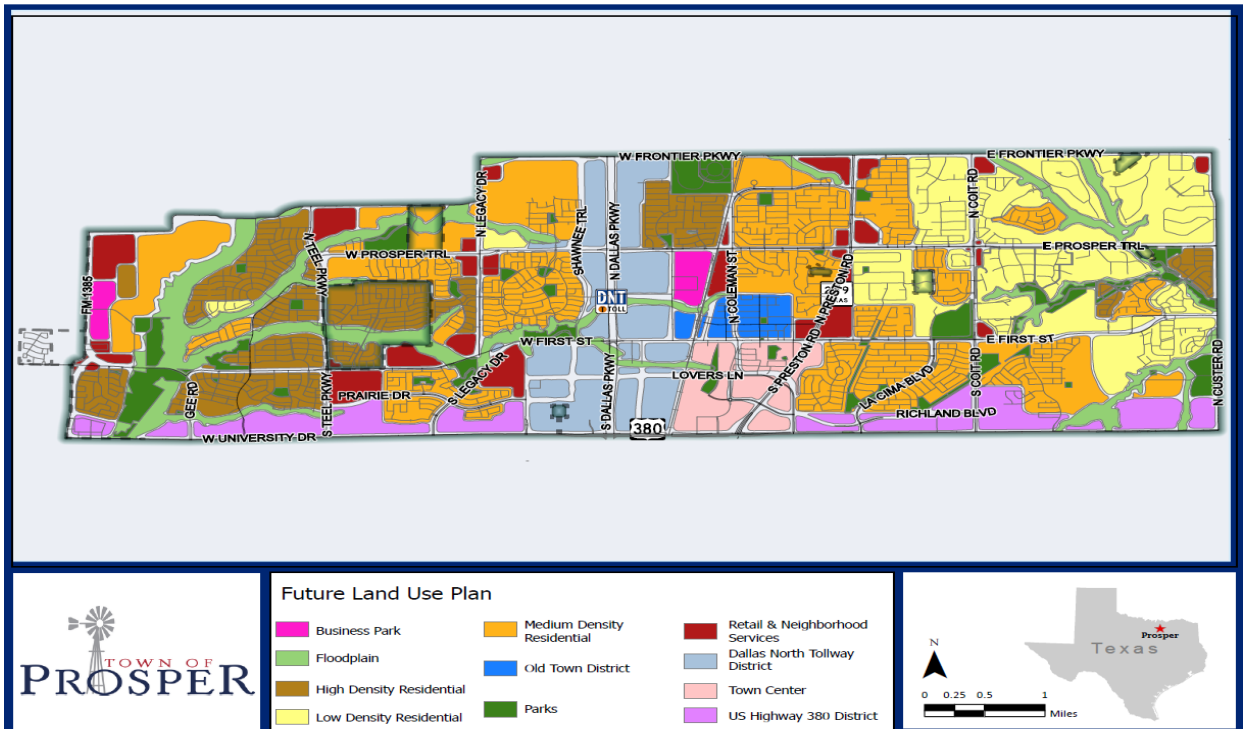 W FRONTIER PKWY
E FRONTIER PKWY
N LEGACY DR
SHAWNEE TRL
N DALLAS PKWY
N COIT RD
N TEEL PKWY
W PROSPER TRL
E PROSPER TRL
FM 1385
N COLEMAN ST
N PRESTON RD
DNT
TOLL
W FIRST ST
E FIRST ST
LOVERS LN
S PRESTON RD
S LEGACY DR
S DALLAS PKWY
LA CIMA BLVD
S COIT RD
N CUSTER RD
GEE RD
S TEEL PKWY
PRAIRIE DR
RICHLAND BLVD
W UNIVERSITY DR
380
TOWN OF
PROSPER
Future Land Use Plan
Business Park
Floodplain
High Density Residential
Low Density Residential
Medium Density
Residential
Old Town District
Parks
Retail & Neighborhood
Services
Dallas North Tollway
District
Town Center
US Highway 380 District
N
0 0.25 0.5 1
Miles
Prosper
Texas